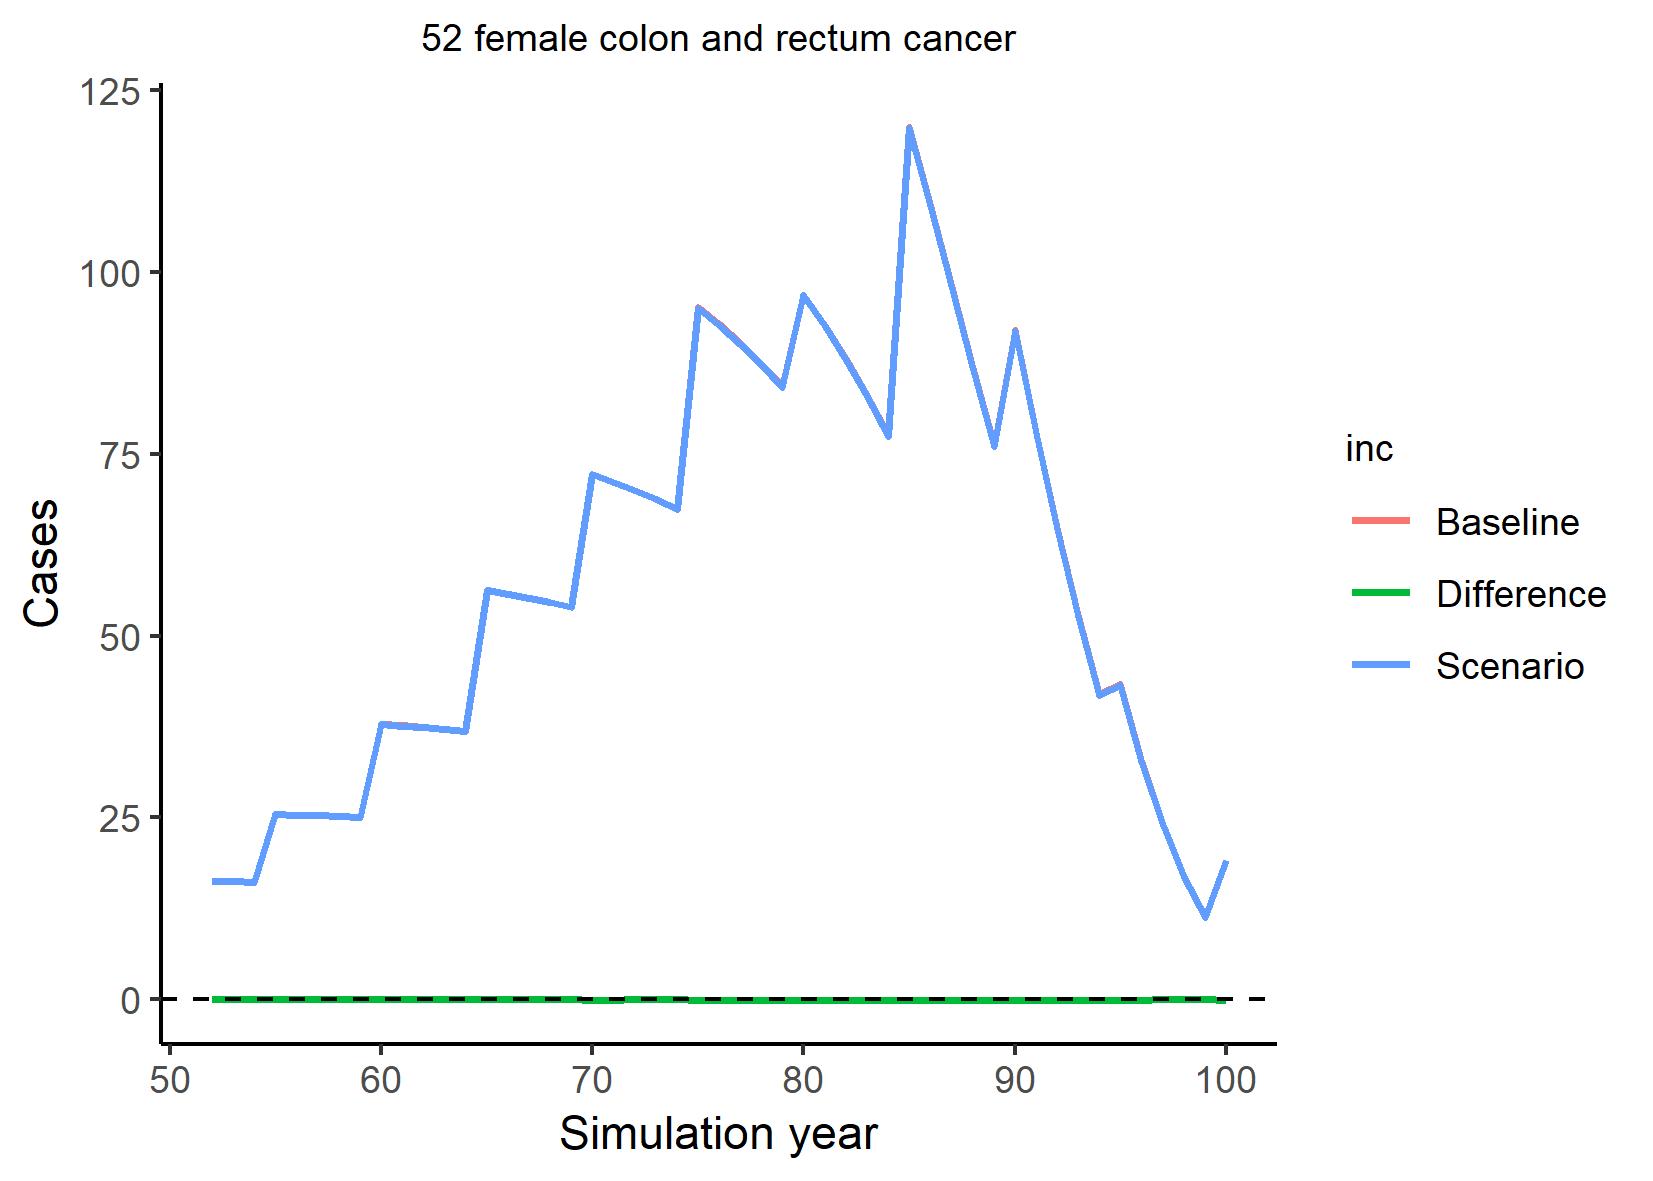 52 female colon and rectum cancer
125
100
75
50
25
0
Cases
50 60 70 80 90 100
Simulation year
inc
Baseline
Difference
Scenario